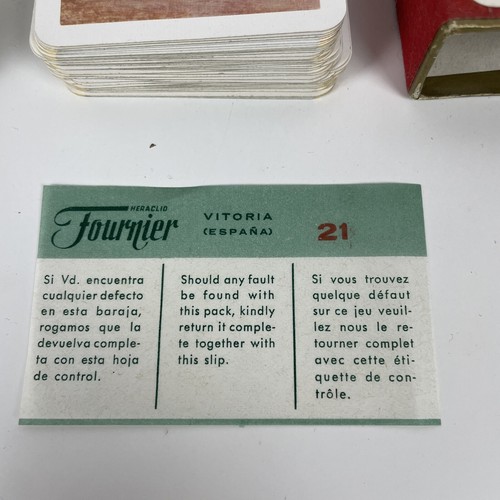 HERACLIO
Fournier
VITORIA
(ESPAÑA)
21
Si Vd. encuentra
cualquier defecto
en esta baraja,
rogamos que la
devuelva comple-
ta con esta hoja
de control.
Should any fault
be found with
this pack, kindly
return it comple-
te together with
this slip.
Si vous trouvez
quelque défaut
sur ce jeu veuil-
lez nous le re-
tourner complet
avec cette éti-
quette de con-
trôle.